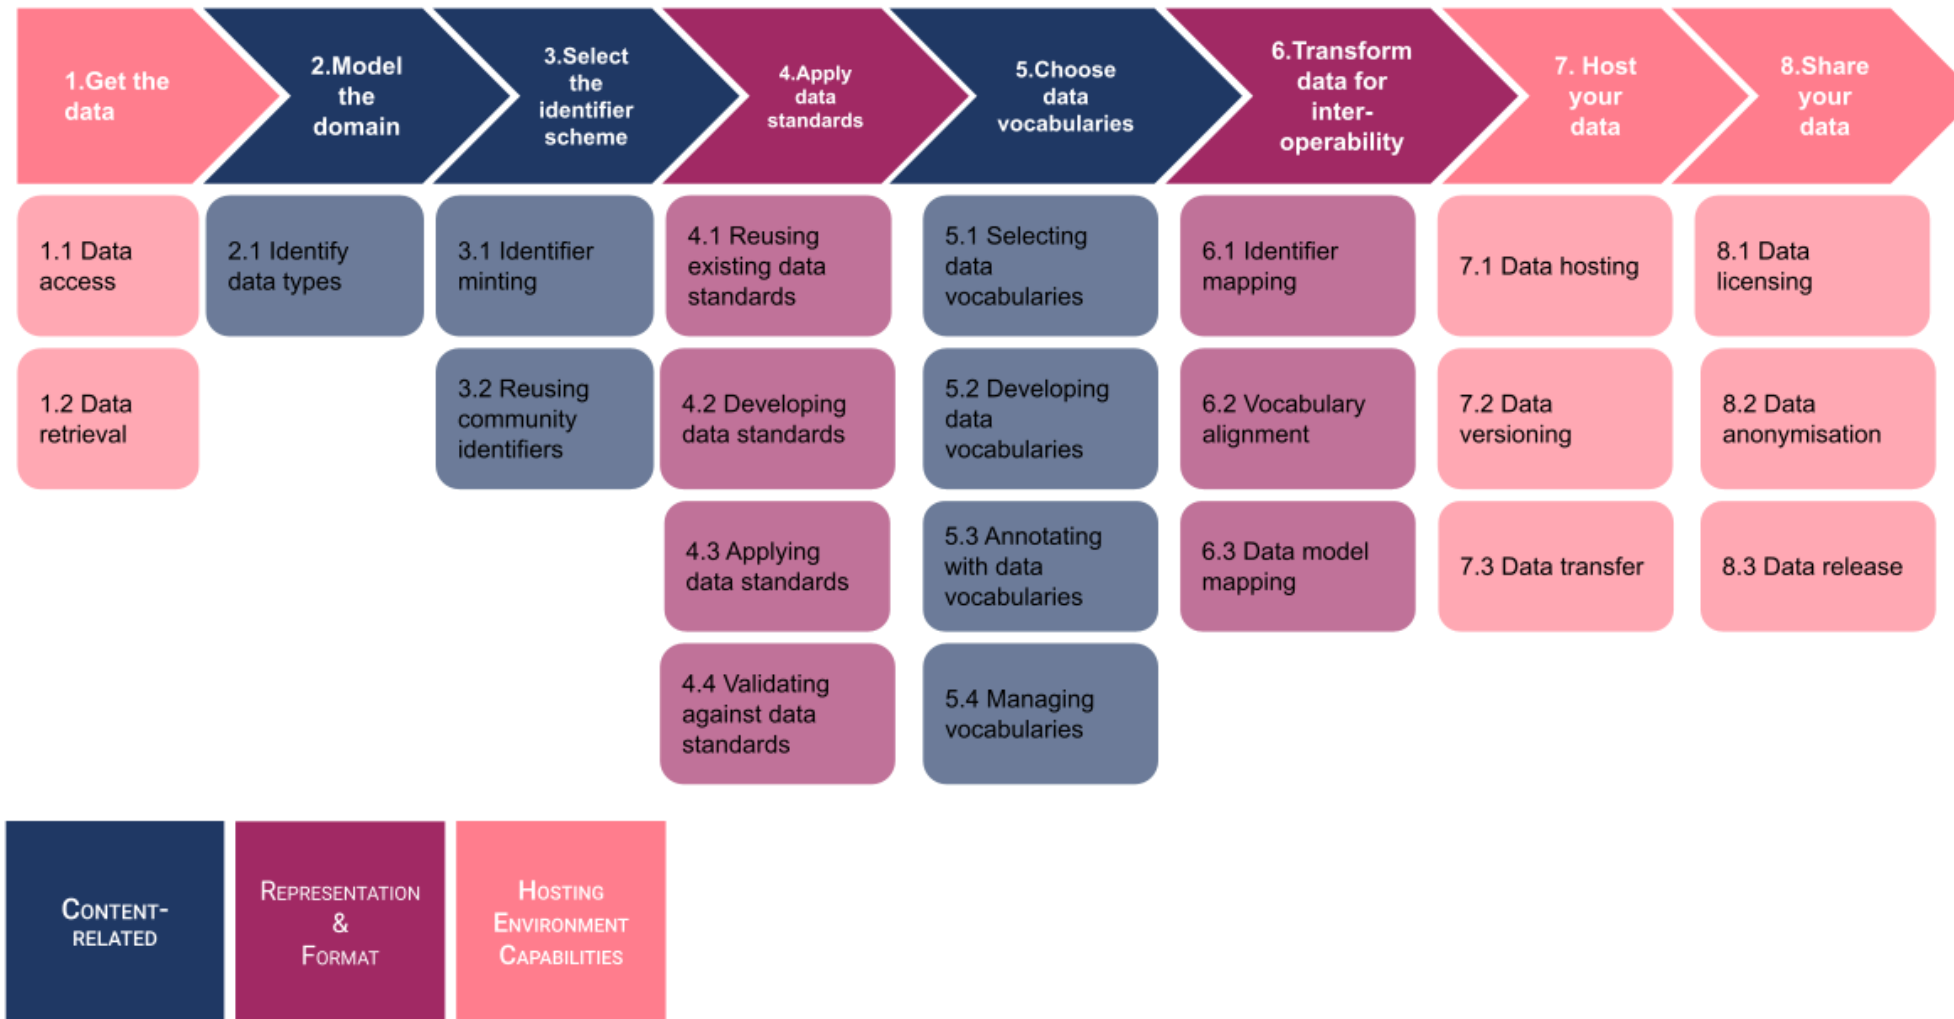 1.Get the
data
2.Model
the
domain
3.Select
the
identifier
scheme
4.Apply
data
standards
5.Choose
data
vocabularies
6.Transform
data for
inter-
operability
7. Host
your
data
8.Share
your
data
1.1 Data
access
2.1 Identify
data types
3.1 Identifier
minting
4.1 Reusing
existing data
standards
5.1 Selecting
data
vocabularies
6.1 Identifier
mapping
7.1 Data hosting
8.1 Data
licensing
1.2 Data
retrieval
3.2 Reusing
community
identifiers
4.2 Developing
data standards
5.2 Developing
data
vocabularies
6.2 Vocabulary
alignment
7.2 Data
versioning
8.2 Data
anonymisation
4.3 Applying
data standards
5.3 Annotating
with data
vocabularies
6.3 Data model
mapping
7.3 Data transfer
8.3 Data release
4.4 Validating
against data
standards
5.4 Managing
vocabularies
CONTENT-
RELATED
REPRESENTATION
&
FORMAT
HOSTING
ENVIRONMENT
CAPABILITIES